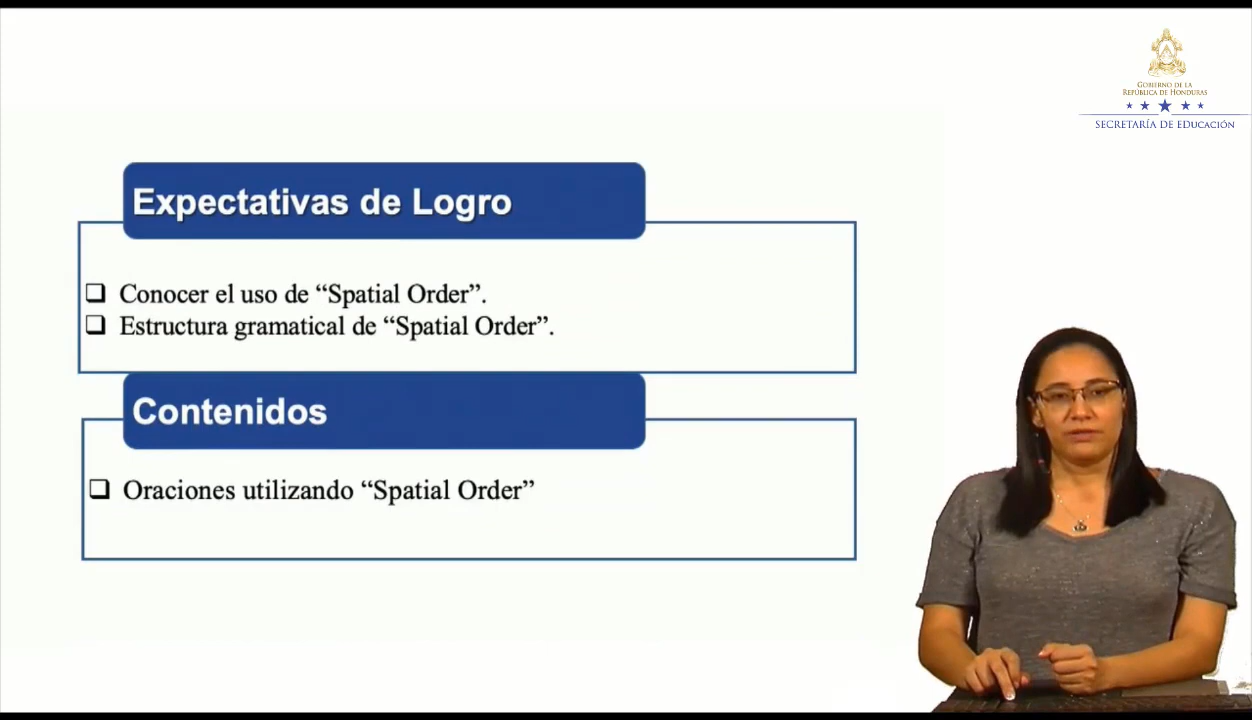 GOBIERNO DE LA
REPÚBLICA DE HONDURAS
SECRETARÍA DE EDUCACIÓN
Expectativas de Logro
Conocer el uso de “Spatial Order”.
Estructura gramatical de “Spatial Order”.
Contenidos
Oraciones utilizando “Spatial Order”